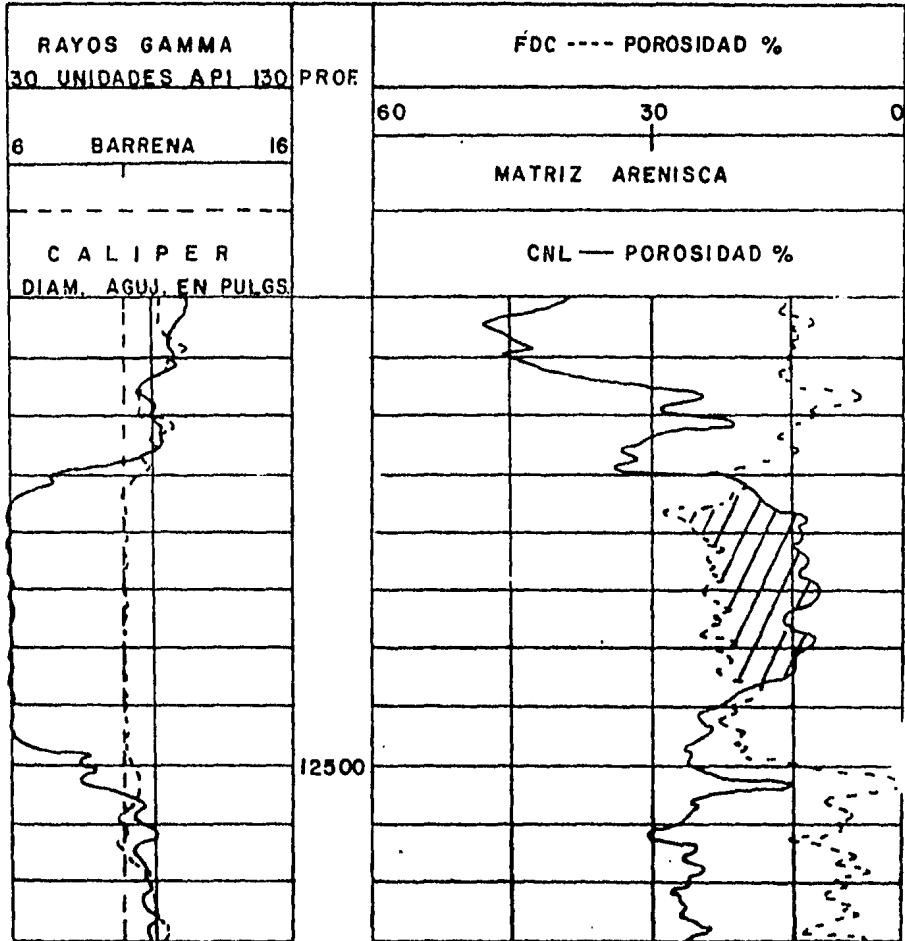 RAYOS GAMMA
30 UNIDADES API 130
PROF.
6 BARRENA 16
CALIPER
DIAM. AGUJ. EN PULGS
FDC ---- POROSIDAD %
60 30 0
MATRIZ ARENISCA
CNL — POROSIDAD %
12500